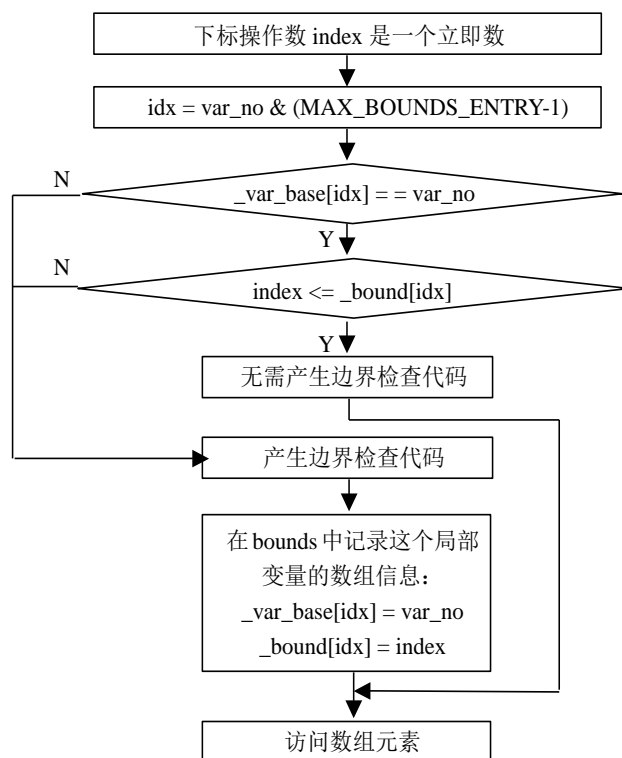 下标操作数 index 是一个立即数
idx = var_no & (MAX_BOUNDS_ENTRY-1)
N
_var_base[idx] = = var_no
Y
N
index <= _bound[idx]
Y
无需产生边界检查代码
产生边界检查代码
在 bounds 中记录这个局部
变量的数组信息：
_var_base[idx] = var_no
_bound[idx] = index
访问数组元素